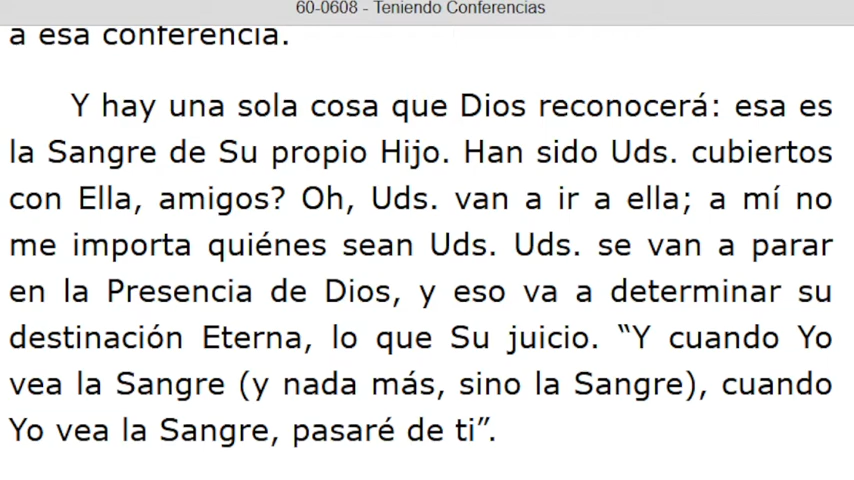 60-0608 - Teniendo Conferencias
a esa conferencia.
Y hay una sola cosa que Dios reconocerá: esa es
la Sangre de Su propio Hijo. Han sido Uds. cubiertos
con Ella, amigos? Oh, Uds. van a ir a ella; a mí no
me importa quiénes sean Uds. Uds. se van a parar
en la Presencia de Dios, y eso va a determinar su
destinación Eterna, lo que Su juicio. “Y cuando Yo
vea la Sangre (y nada más, sino la Sangre), cuando
Yo vea la Sangre, pasaré de ti”.